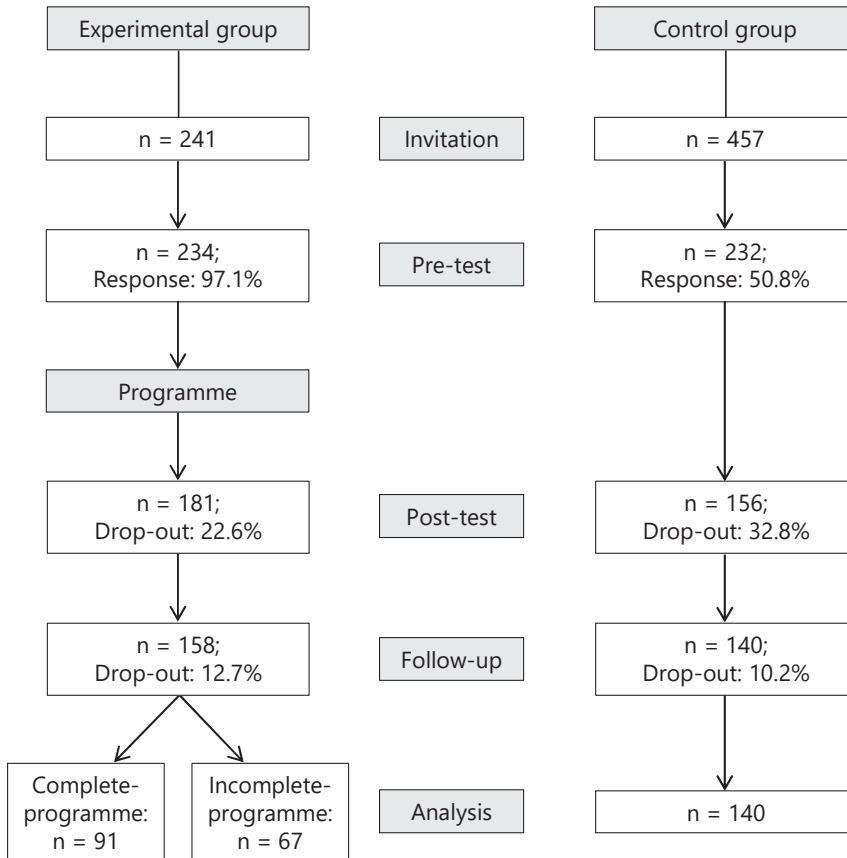 Experimental group
Control group
n = 241
Invitation
n = 457
n = 234;
Response: 97.1%
Pre-test
n = 232;
Response: 50.8%
Programme
n = 181;
Drop-out: 22.6%
Post-test
n = 156;
Drop-out: 32.8%
n = 158;
Drop-out: 12.7%
Follow-up
n = 140;
Drop-out: 10.2%
Complete-
programme:
n = 91
Incomplete-
programme:
n = 67
Analysis
n = 140